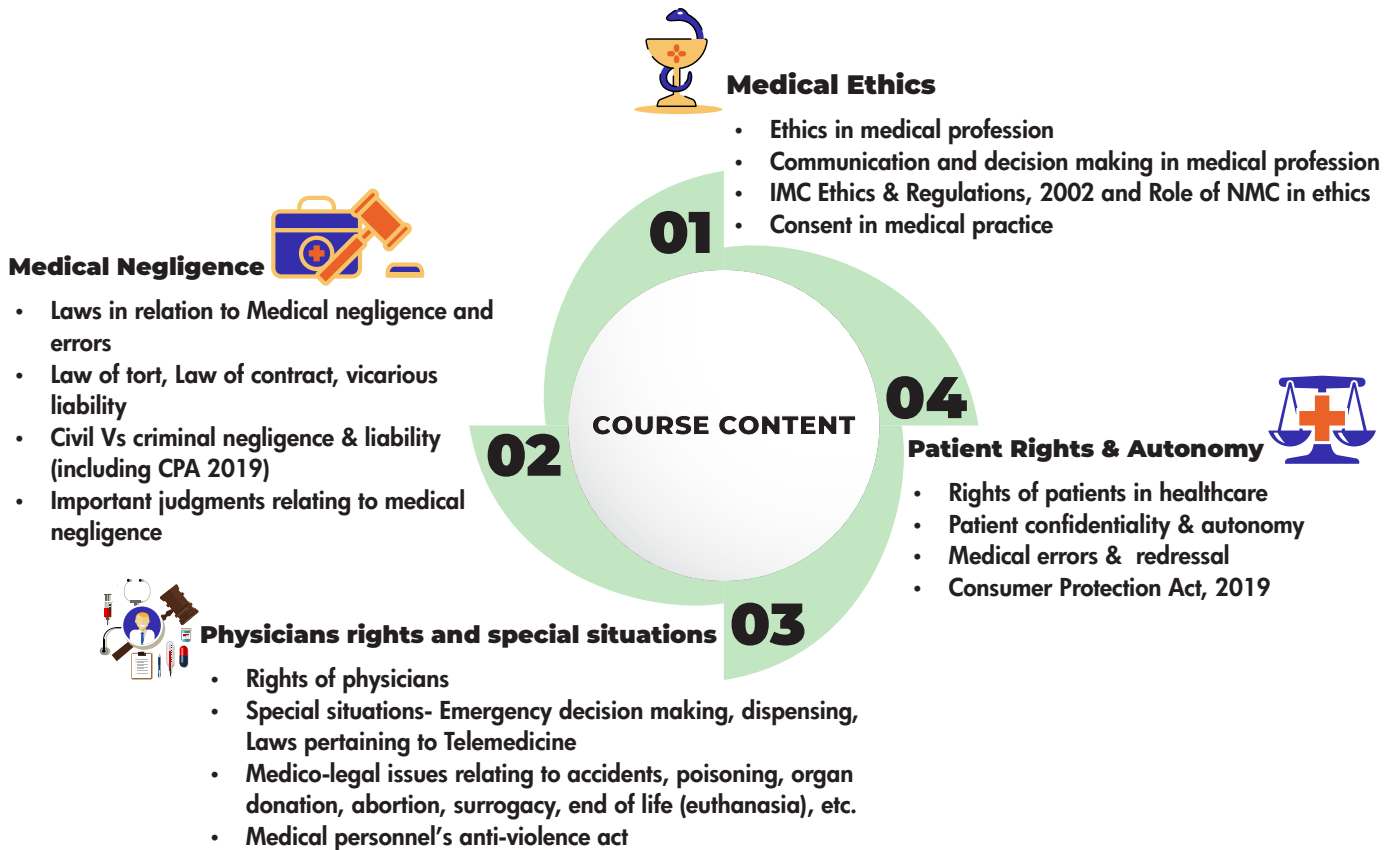 COURSE CONTENT
01
Medical Ethics
• Ethics in medical profession
• Communication and decision making in medical profession
• IMC Ethics & Regulations, 2002 and Role of NMC in ethics
• Consent in medical practice
02
Medical Negligence
• Laws in relation to Medical negligence and
errors
• Law of tort, Law of contract, vicarious
liability
• Civil Vs criminal negligence & liability
(including CPA 2019)
• Important judgments relating to medical
negligence
03
Physicians rights and special situations
• Rights of physicians
• Special situations- Emergency decision making, dispensing,
Laws pertaining to Telemedicine
• Medico-legal issues relating to accidents, poisoning, organ
donation, abortion, surrogacy, end of life (euthanasia), etc.
• Medical personnel’s anti-violence act
04
Patient Rights & Autonomy
• Rights of patients in healthcare
• Patient confidentiality & autonomy
• Medical errors &  redressal
• Consumer Protection Act, 2019